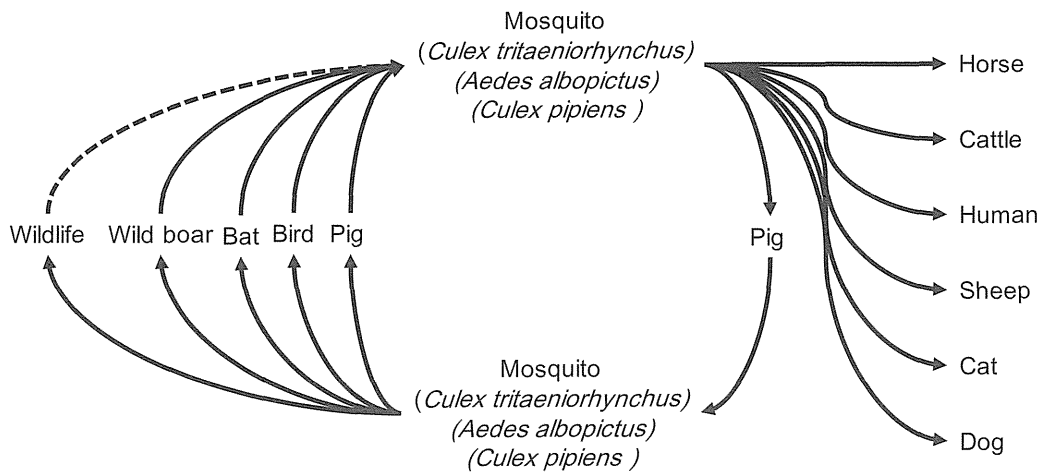 Mosquito
(Culex tritaeniorhynchus)
(Aedes albopictus)
(Culex pipiens )
Horse
Cattle
Human
Sheep
Cat
Dog
Wildlife
Wild boar
Bat
Bird
Pig
Pig
Mosquito
(Culex tritaeniorhynchus)
(Aedes albopictus)
(Culex pipiens )